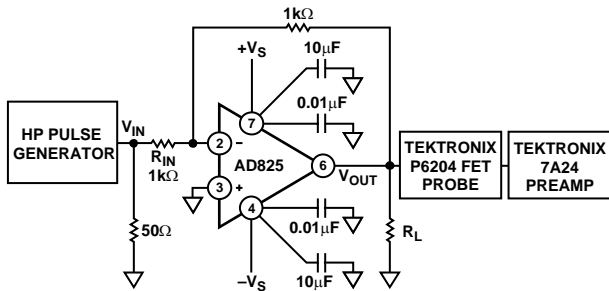 1kΩ
+VS
10µF
0.01µF
HP PULSE
GENERATOR
VIN
RIN
1kΩ
2
–
7
AD825
3
+
4
6
VOUT
TEKTRONIX
P6204 FET
PROBE
TEKTRONIX
7A24
PREAMP
50Ω
0.01µF
10µF
–VS
RL